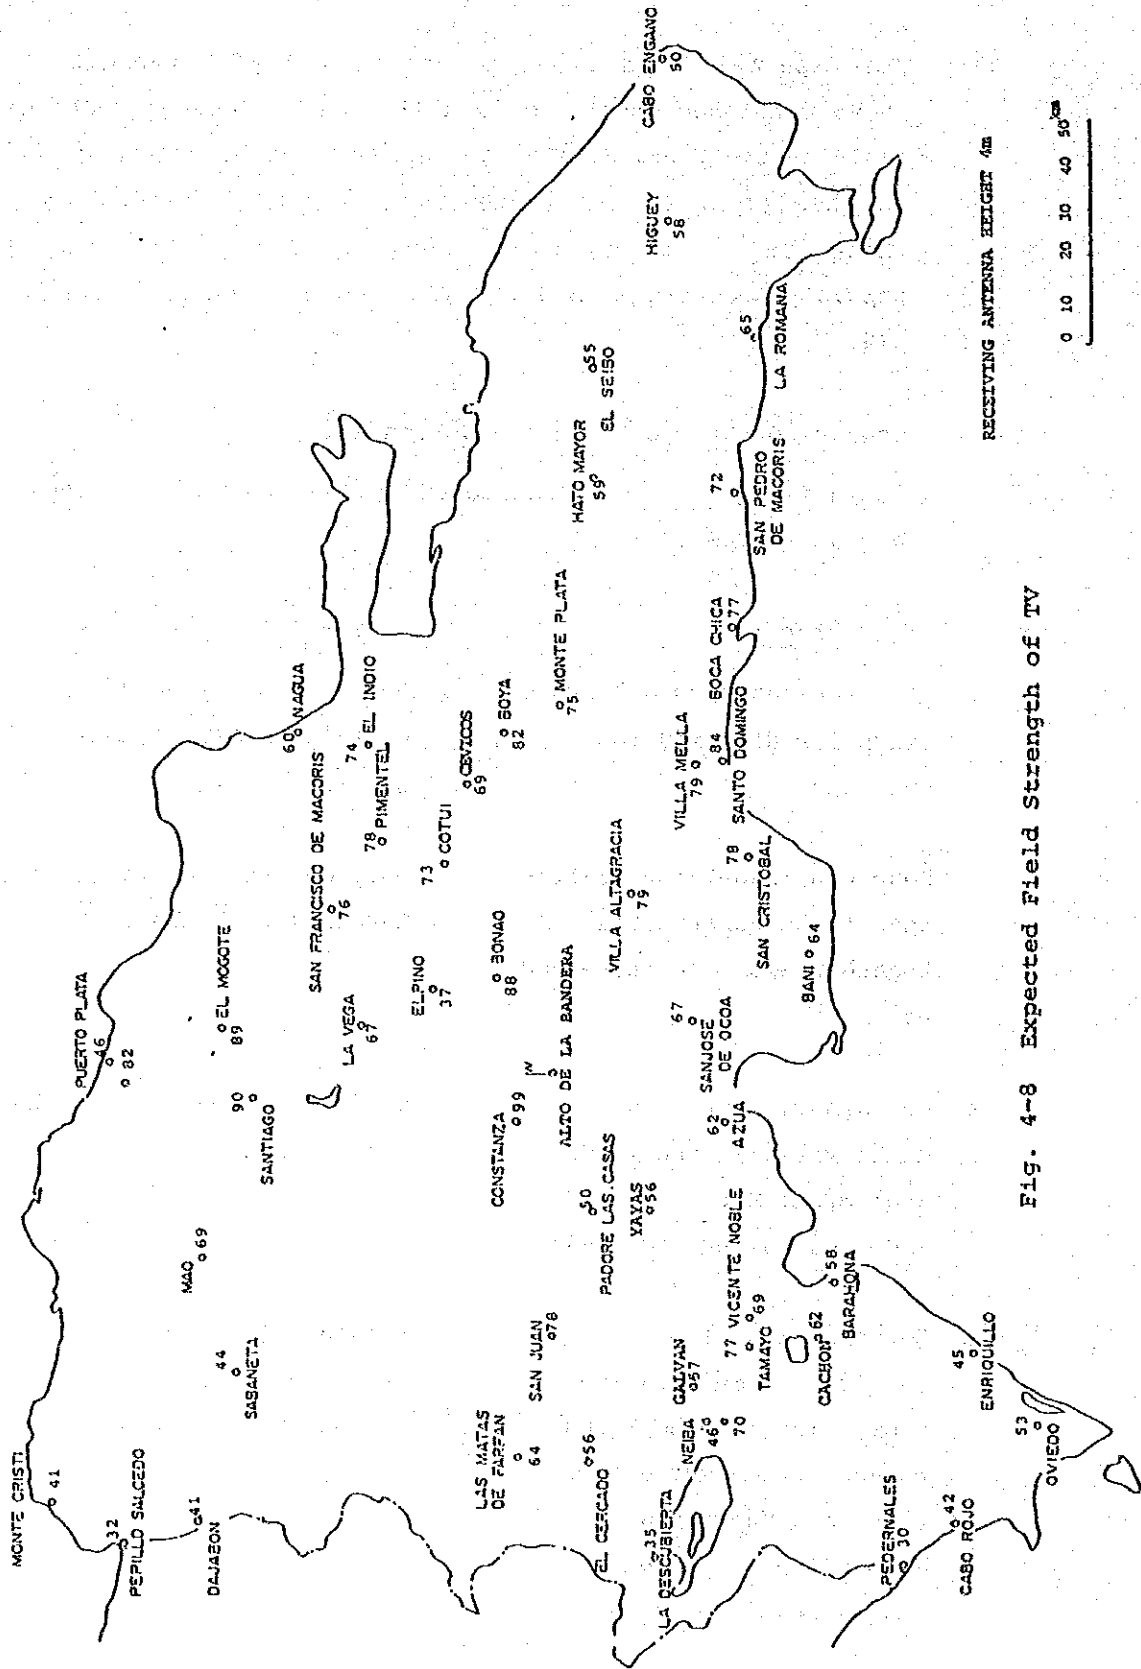 MONTE CRISTI
41
PEPILLO SALCEDO
32
DAJABON
41
SABANETA
44
MAO
69
PUERTO PLATA
46
82
SANTIAGO
90
EL MOGOTE
89
LA VEGA
67
SAN FRANCISCO DE MACORIS
76
NAGUA
60
EL INDIO
74
PIMENTEL
78
COTUI
73
CEVICOS
69
BOYA
82
ELPINO
37
BONAO
88
CONSTANZA
99
ALTO DE LA BANDERA
LAS MATAS
DE FARFAN
64
SAN JUAN
78
EL CERCADO
56
PADORE LAS CASAS
50
YAYAS
56
VILLA ALTAGRACIA
79
MONTE PLATA
75
HATO MAYOR
59
EL SEIBO
55
HIGUEY
58
CABO ENGANO
50
LA ROMANA
65
SAN PEDRO
DE MACORIS
72
BOCA CHICA
77
VILLA MELLA
79
SANTO DOMINGO
84
SAN CRISTOBAL
78
BANI
64
SANJOSE
DE OCOA
67
AZUA
62
VICENTE NOBLE
69
TAMAYO
77
GALVAN
57
NEIBA
46
70
LA DESCUBIERTA
35
CACHON
62
BARAHONA
58
ENRIQUILLO
45
OVIEDO
53
PEDERNALES
30
CABO ROJO
42
RECEIVING ANTENNA HEIGHT 4m
0 10 20 30 40 50 km
Fig. 4-8 Expected Field Strength of TV